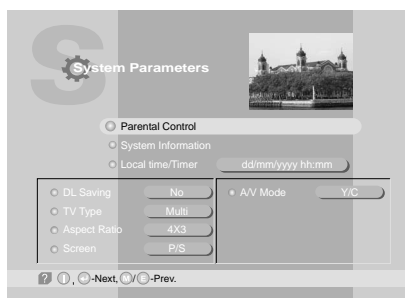 System Parameters
Parental Control
System Information
Local time/Timer dd/mm/yyyy hh:mm
DL Saving No
TV Type Multi
Aspect Ratio 4X3
Screen P/S
A/V Mode Y/C
? , -Next, M/E-Prev.